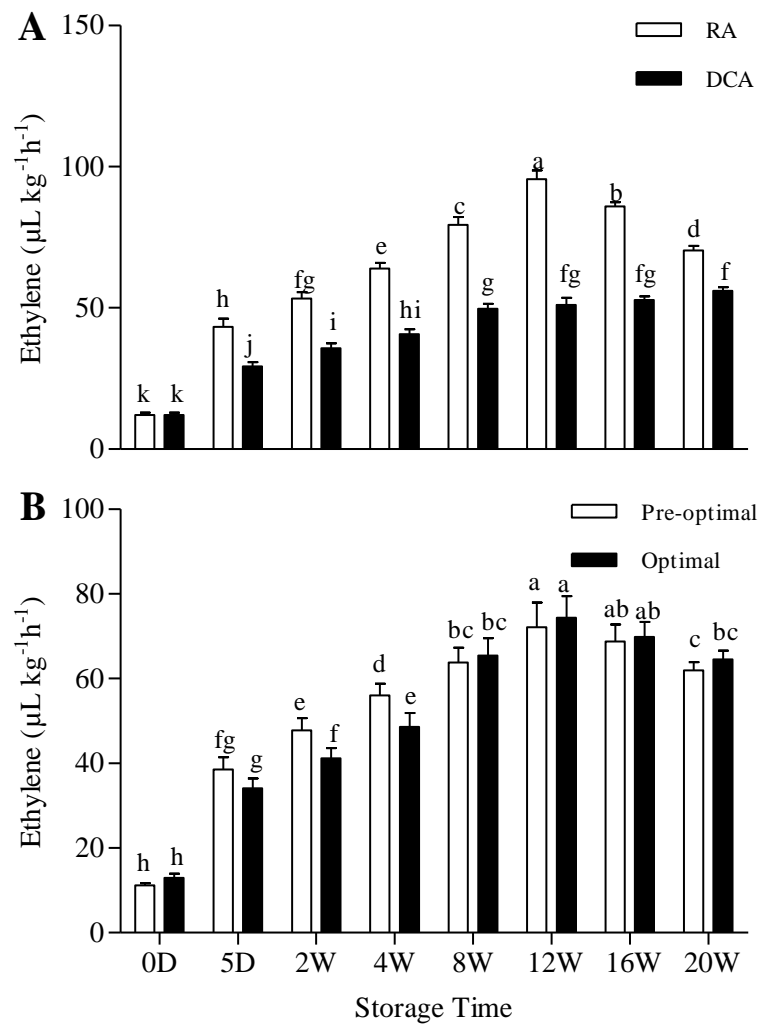 A
150
RA
DCA
100
50
0
Ethylene (µL kg⁻¹h⁻¹)
k k
h
j
fg
i
e
hi
c
g
a
fg
b
fg
d
f
B
100
Pre-optimal
Optimal
80
60
40
20
0
Ethylene (µL kg⁻¹h⁻¹)
h h
fg g
e f
d e
bc bc
a a
ab ab
c bc
0D 5D 2W 4W 8W 12W 16W 20W
Storage Time